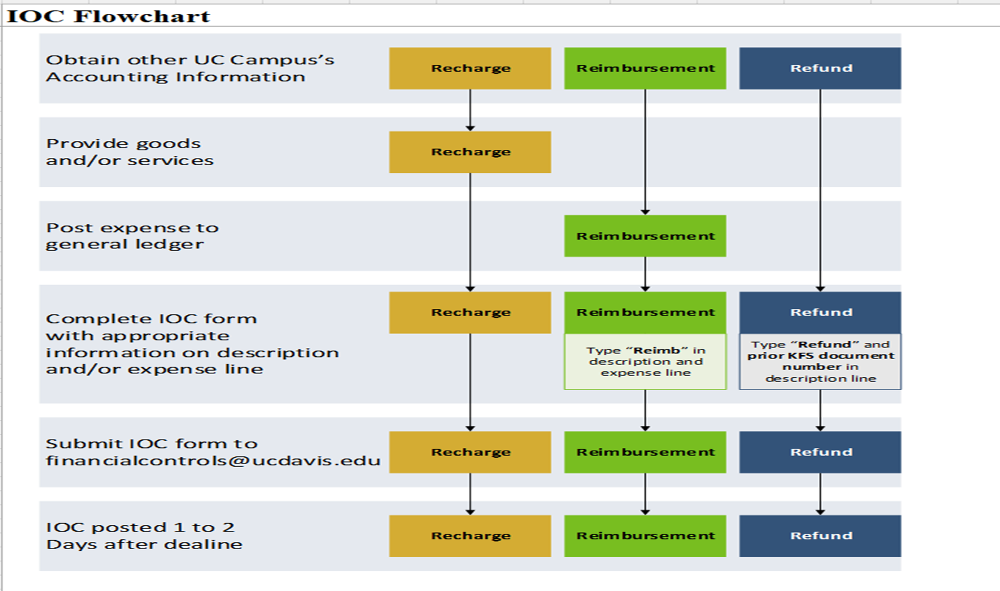 IOC Flowchart
Obtain other UC Campus’s
Accounting Information
Recharge
Reimbursement
Refund
Provide goods
and/or services
Recharge
Post expense to
general ledger
Reimbursement
Complete IOC form
with appropriate
information on description
and/or expense line
Recharge
Reimbursement
Type “Reimb” in
description and
expense line
Refund
Type “Refund” and
prior KFS document
number in
description line
Submit IOC form to
financialcontrols@ucdavis.edu
Recharge
Reimbursement
Refund
IOC posted 1 to 2
Days after dealine
Recharge
Reimbursement
Refund